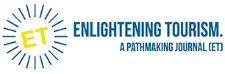 ET
ENLIGHTENING TOURISM.
A PATHMAKING JOURNAL (ET)